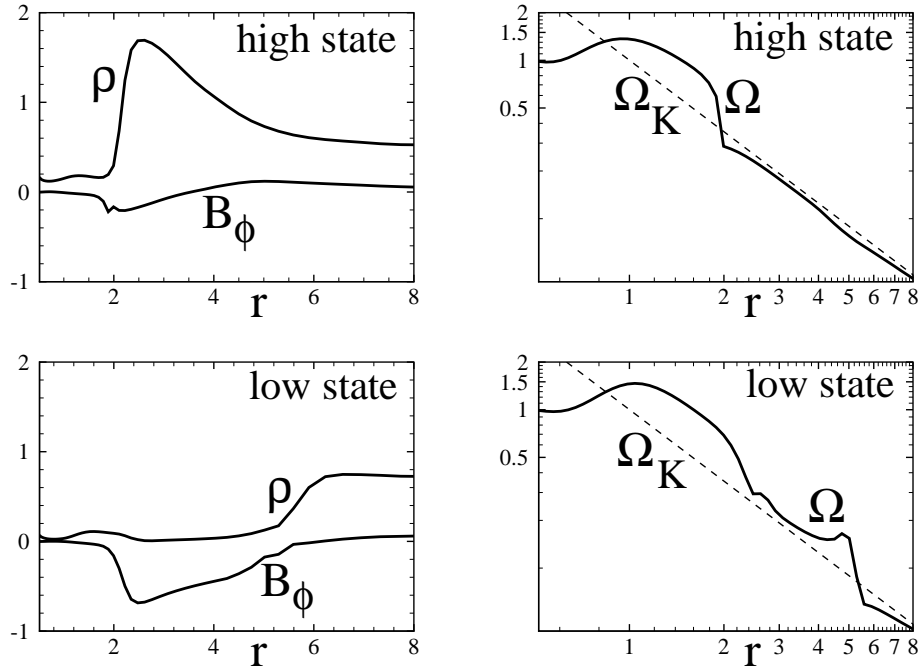 2
high state
ρ
1
0
B_ϕ
-1
2 4 6 8
r
2
1.5
high state
1
0.5
Ω_K Ω
1 2 3 4 5 6 7 8
r
2
low state
1
ρ
0
B_ϕ
-1
2 4 6 8
r
2
1.5
low state
1
0.5
Ω_K Ω
1 2 3 4 5 6 7 8
r